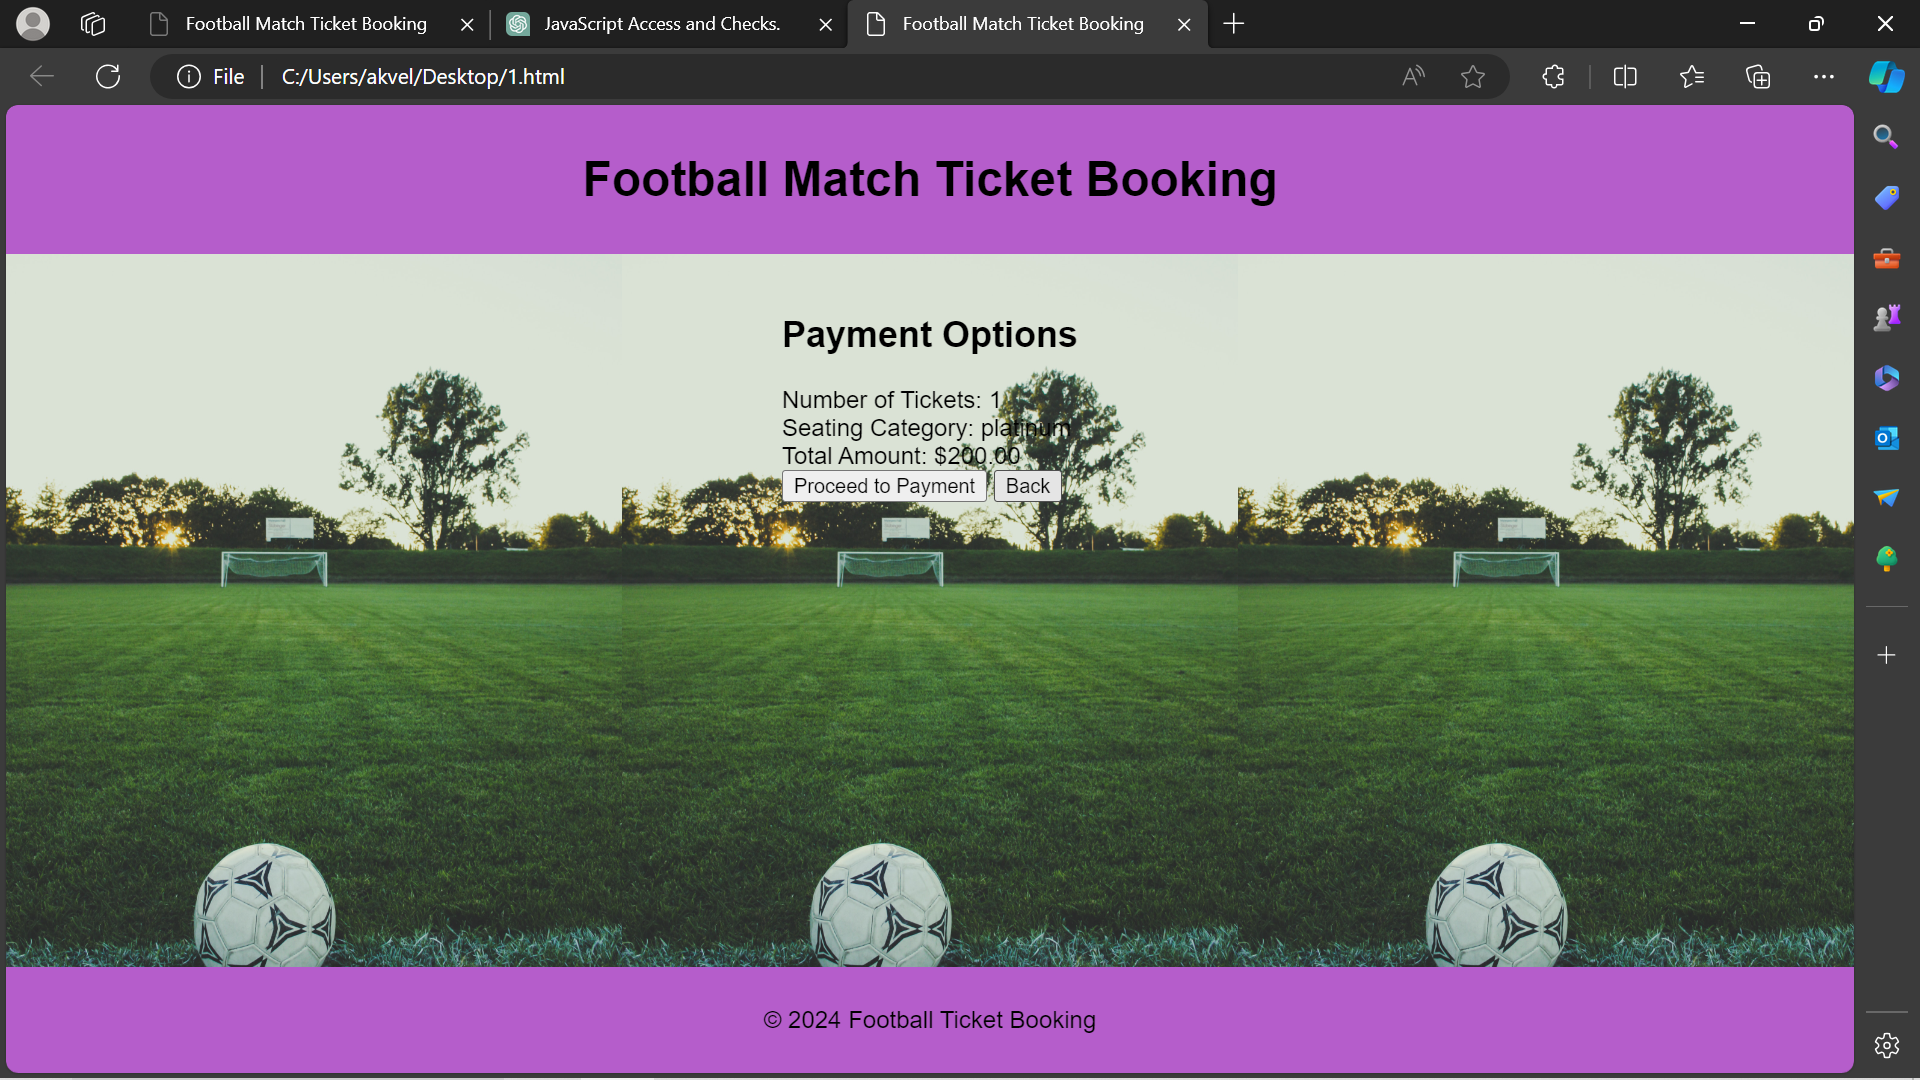 Football Match Ticket Booking
JavaScript Access and Checks.
Football Match Ticket Booking
File
C:/Users/akvel/Desktop/1.html
Football Match Ticket Booking
Payment Options
Number of Tickets: 1
Seating Category: platinum
Total Amount: $200.00
Proceed to Payment Back
© 2024 Football Ticket Booking